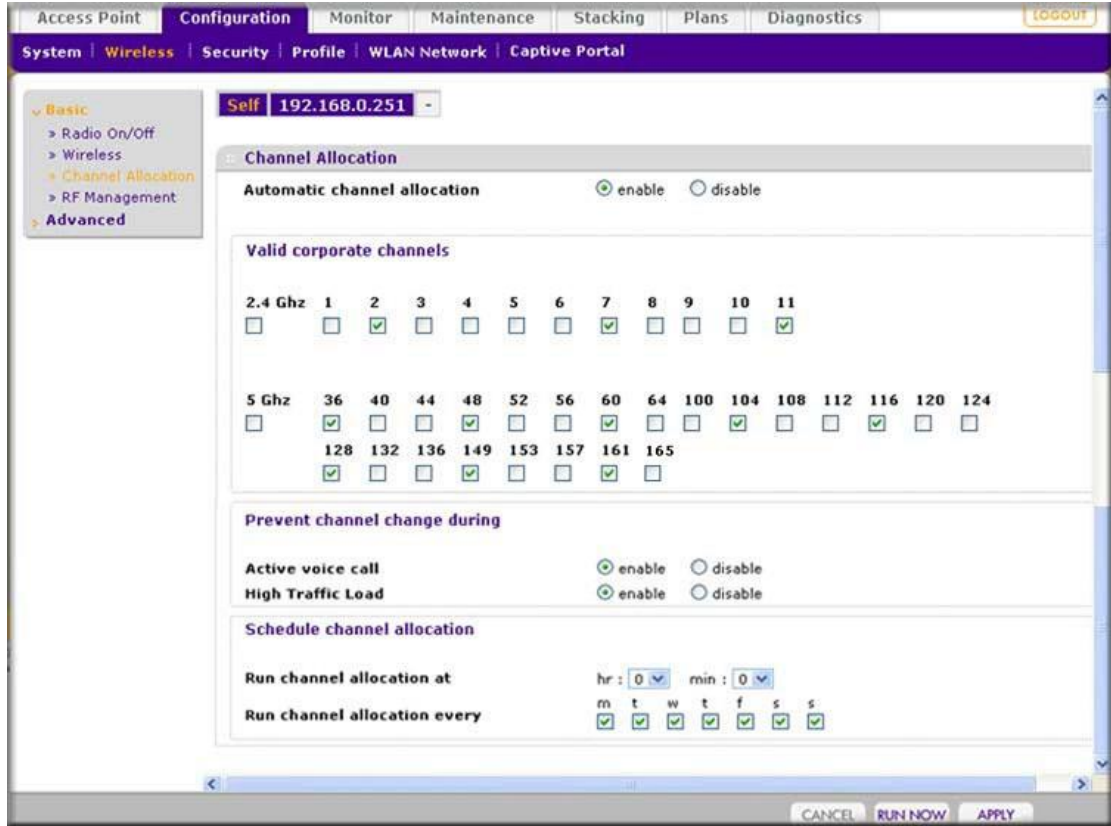 Access Point Configuration Monitor Maintenance Stacking Plans Diagnostics LOGOUT
System Wireless Security Profile WLAN Network Captive Portal
Basic
» Radio On/Off
» Wireless
» Channel Allocation
» RF Management
Advanced
Self 192.168.0.251 -
Channel Allocation
Automatic channel allocation enable disable
Valid corporate channels
2.4 Ghz 1 2 3 4 5 6 7 8 9 10 11
5 Ghz 36 40 44 48 52 56 60 64 100 104 108 112 116 120 124
128 132 136 149 153 157 161 165
Prevent channel change during
Active voice call enable disable
High Traffic Load enable disable
Schedule channel allocation
Run channel allocation at hr : 0 min : 0
m t w t f s s
Run channel allocation every
CANCEL RUN NOW APPLY